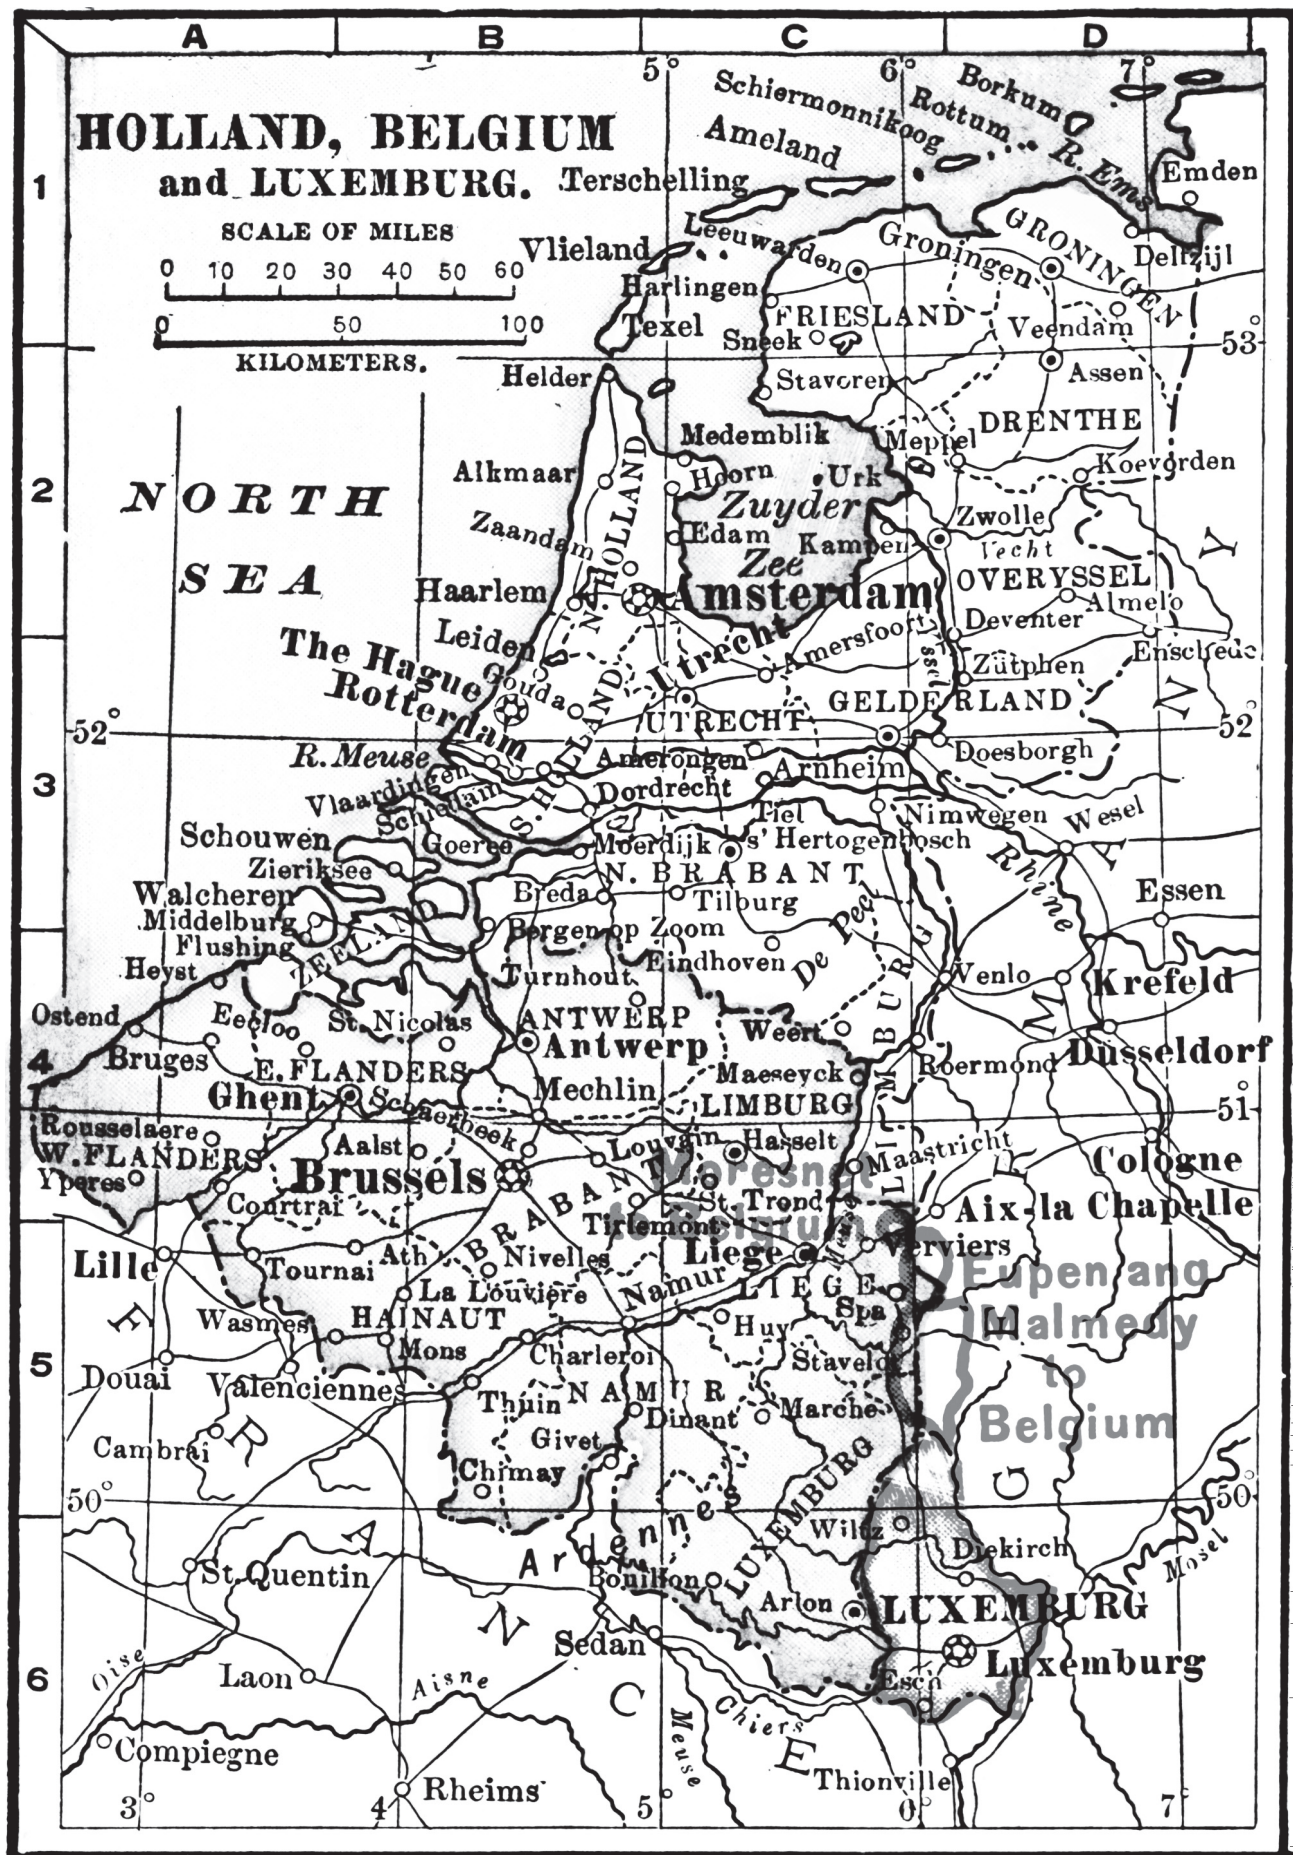 A B C D
5° 6° 7°
HOLLAND, BELGIUM
and LUXEMBURG.
SCALE OF MILES
0 10 20 30 40 50 60
0 50 100
KILOMETERS.
Schiermonnikoog
Rottum
Borkum
Ameland
R. Ems
Emden
1
Terschelling
Vlieland
Leeuwarden
Groningen
GRONINGEN
Delfzijl
Harlingen
Texel
FRIESLAND
Sneek
Veendam
53°
Helder
Stavoren
Assen
DRENTHE
Medemblik
Meppel
Alkmaar
Hoorn
Urk
Koevorden
2
NORTH
SEA
N. HOLLAND
Zuyder
Zee
Zaandam
Edam
Kampen
Zwolle
Vecht
OVERYSSEL
Haarlem
Amsterdam
Almelo
Leiden
Deventer
The Hague
Utrecht
Amersfoort
Yssel
Enschede
Gouda
Zütphen
Rotterdam
UTRECHT
GELDERLAND
52°
52°
R. Meuse
S. HOLLAND
Amerongen
Arnheim
Doesborgh
3
Vlaardingen
Schiedam
Dordrecht
Tiel
Nimwegen
Wesel
Schouwen
Goeree
Moerdijk
s' Hertogenbosch
Rhine
Zieriksee
N. BRABANT
Walcheren
Breda
Tilburg
Essen
Middelburg
Bergen op Zoom
Flushing
ZEELAND
De Peel
Heyst
Turnhout
Eindhoven
Venlo
Krefeld
Ostend
Eecloo
St. Nicolas
ANTWERP
Weert
LIMBURG
4
Bruges
Antwerp
Roermond
Dusseldorf
E. FLANDERS
Ghent
Mechlin
Maeseyck
Schaerbeek
LIMBURG
51°
Rousselaere
Aalst
Louvain
Hasselt
Maastricht
W. FLANDERS
Cologne
Yperes
Brussels
Moresnet
to Belgium
St. Trond
Courtrai
BRABANT
Tirlemont
Meuse
Aix-la Chapelle
Lille
Ath
Nivelles
Liege
Verviers
Tournai
Namur
LIEGE
Eupen and
Malmedy
to
Belgium
La Louviere
Spa
Wasmes
HAINAUT
Huy
5
Mons
Charleroi
Stavelo
Douai
Valenciennes
Thuin
NAMUR
Dinant
Marche
Cambrai
Givet
Chimay
50°
50°
Ardennes
LUXEMBURG
Wiltz
Diekirch
Mosel
St. Quentin
Bouillon
Arlon
LUXEMBURG
Sedan
Luxemburg
6
Oise
Laon
Aisne
Esch
Chiers
Meuse
Compiegne
Thionville
Rheims
FRANCE
GERMANY
3° 4 5° 6° 7°